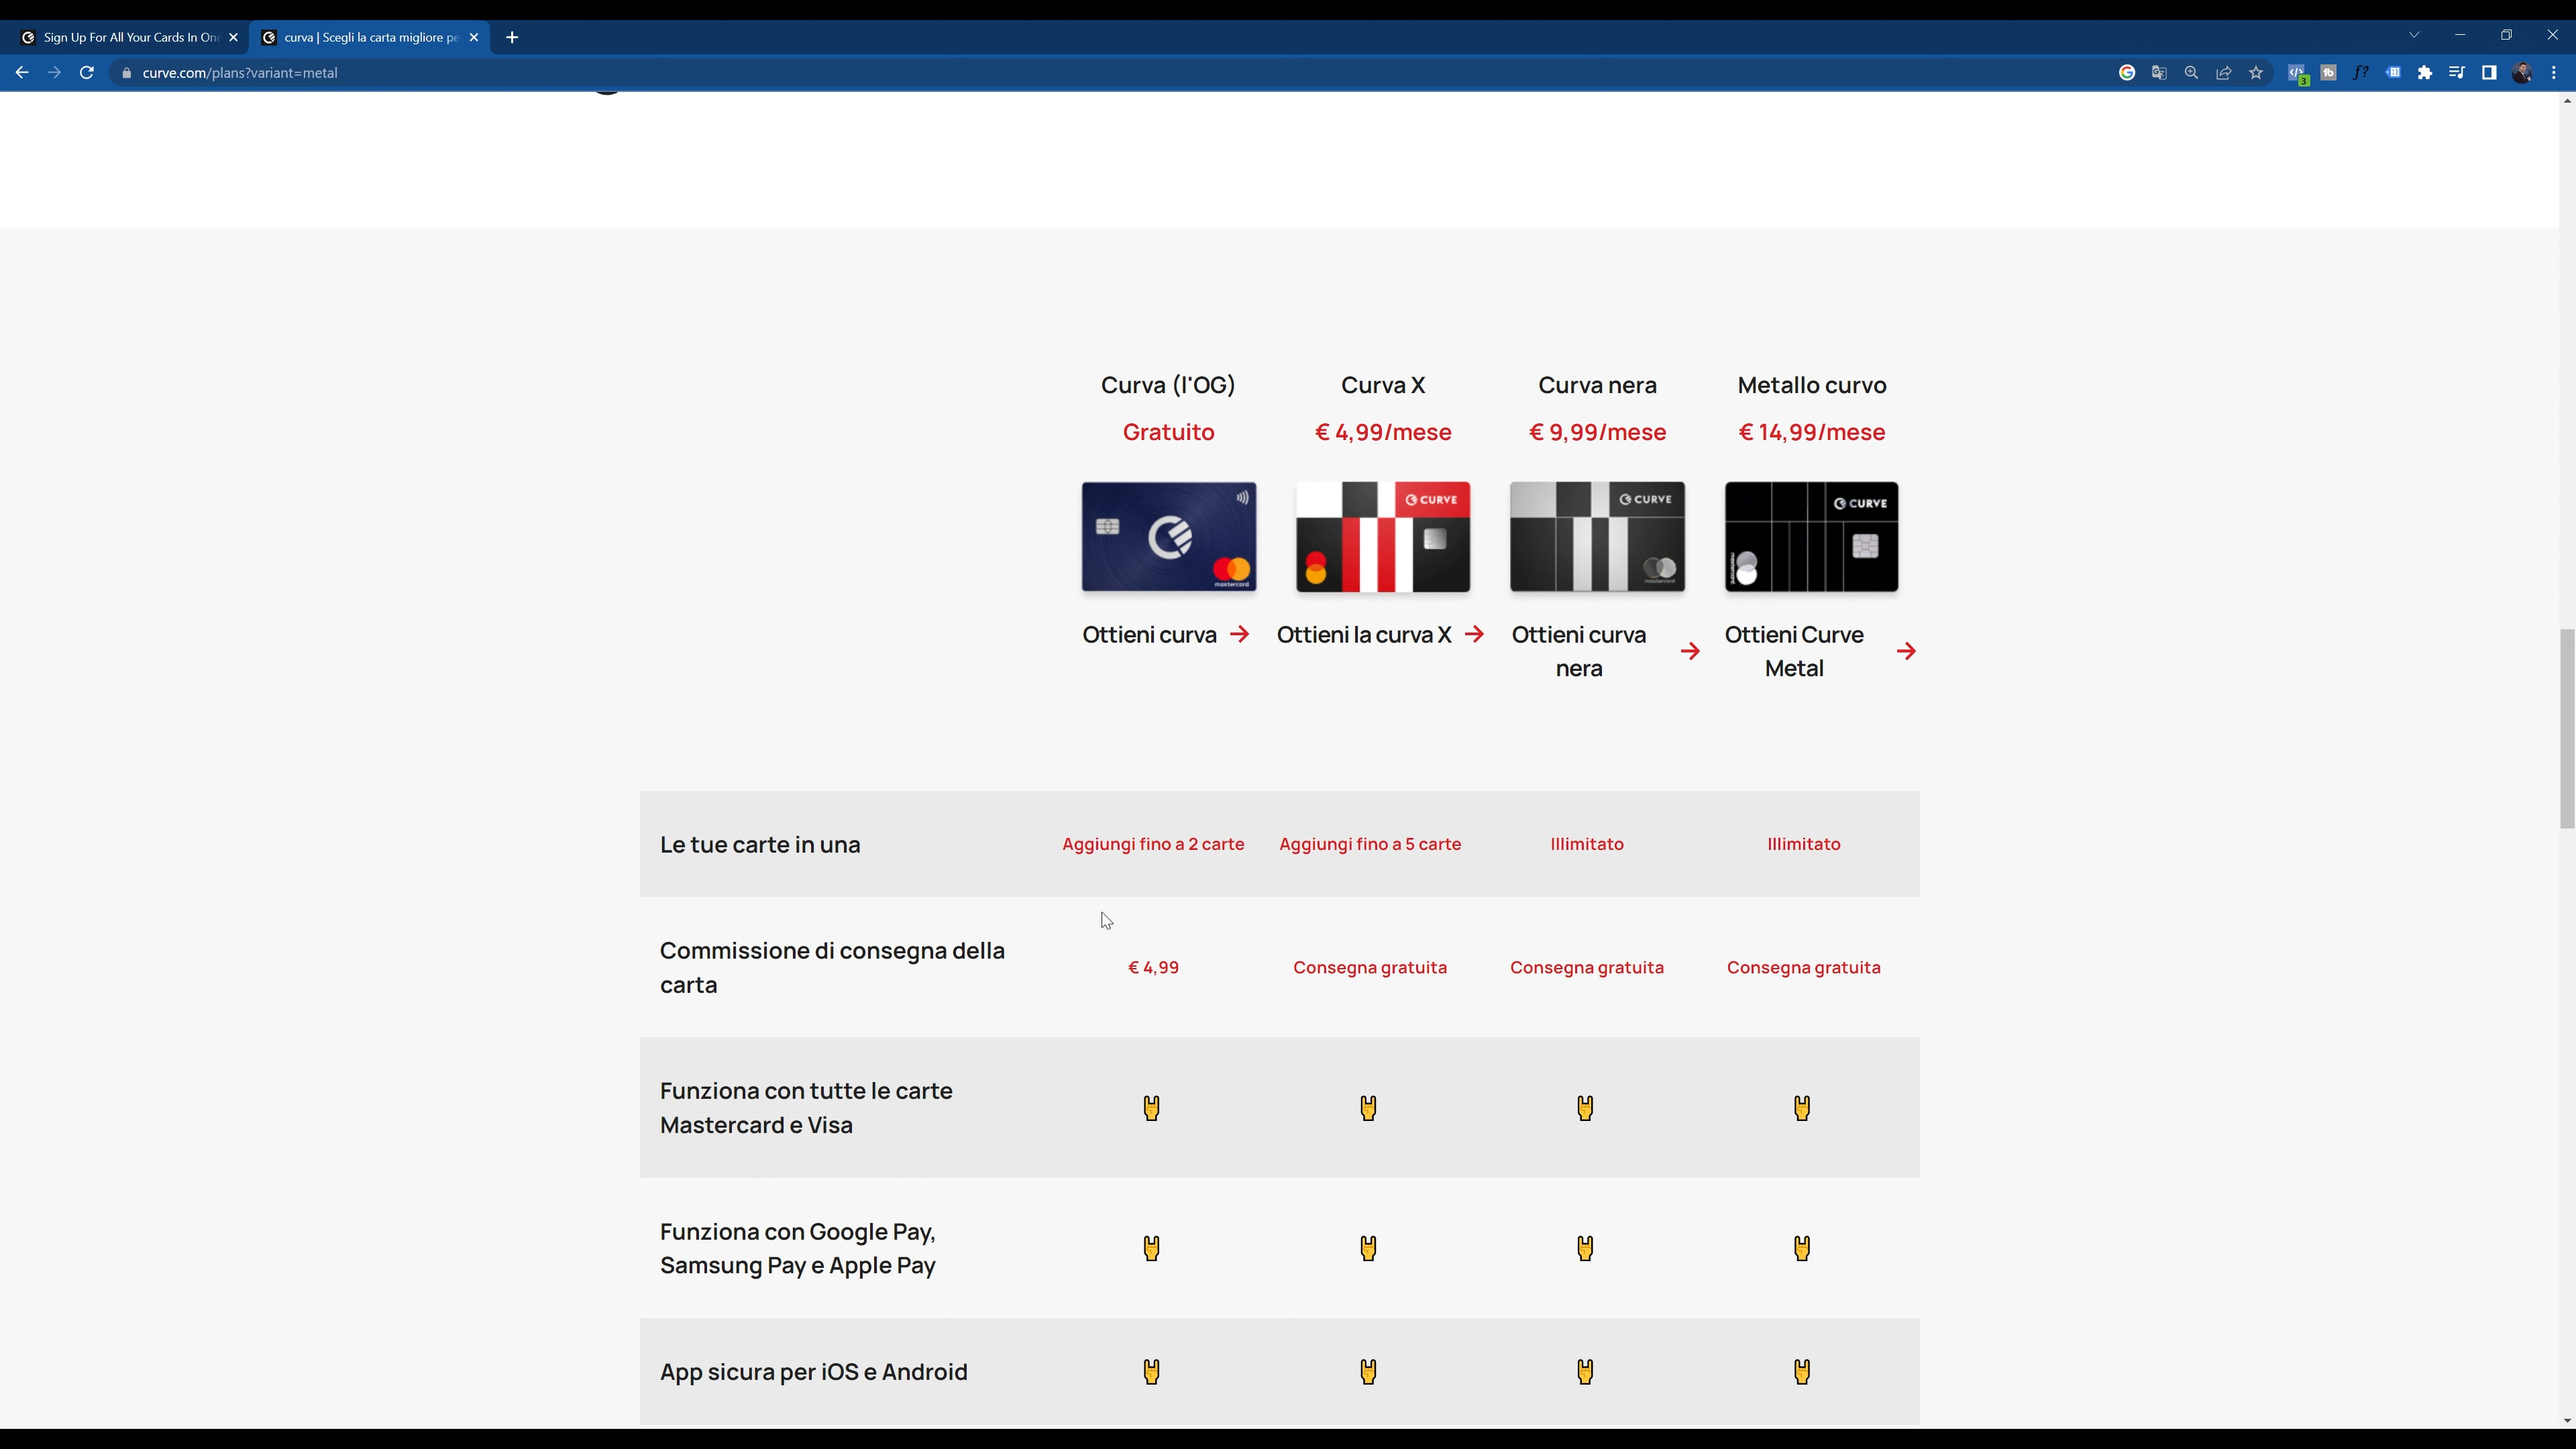 Sign Up For All Your Cards In On
curva | Scegli la carta migliore pe
curve.com/plans?variant=metal
3
Curva (l'OG)
Curva X
Curva nera
Metallo curvo
Gratuito
€ 4,99/mese
€ 9,99/mese
€ 14,99/mese
mastercard
CURVE
CURVE
mastercard
CURVE
mastercard
Ottieni curva
Ottieni la curva X
Ottieni curva
nera
Ottieni Curve
Metal
Le tue carte in una
Aggiungi fino a 2 carte
Aggiungi fino a 5 carte
Illimitato
Illimitato
Commissione di consegna della
carta
€ 4,99
Consegna gratuita
Consegna gratuita
Consegna gratuita
Funziona con tutte le carte
Mastercard e Visa
Funziona con Google Pay,
Samsung Pay e Apple Pay
App sicura per iOS e Android